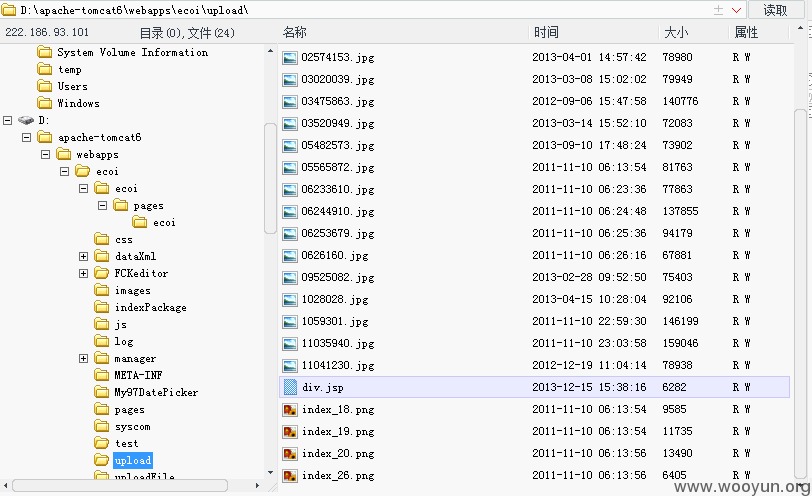 D:\apache-tomcat6\webapps\ecoi\upload\ 读取
222.186.93.101 目录(0),文件(24) 名称 时间 大小 属性
System Volume Information
temp
Users
Windows
D:
apache-tomcat6
webapps
ecoi
ecoi
pages
ecoi
css
dataXml
FCKeditor
images
indexPackage
js
log
manager
META-INF
My97DatePicker
pages
syscom
test
upload
uploadFile
02574153.jpg 2013-04-01 14:57:42 78980 R W
03020039.jpg 2013-03-08 15:02:02 79949 R W
03475863.jpg 2012-09-06 15:47:58 140776 R W
03520949.jpg 2013-03-14 15:52:10 72083 R W
05482573.jpg 2013-09-10 17:48:24 73902 R W
05565872.jpg 2011-11-10 06:13:54 81763 R W
06233610.jpg 2011-11-10 06:23:36 77863 R W
06244910.jpg 2011-11-10 06:24:48 137855 R W
06253679.jpg 2011-11-10 06:25:36 94179 R W
0626160.jpg 2011-11-10 06:26:16 67881 R W
09525082.jpg 2013-02-28 09:52:50 75403 R W
1028028.jpg 2013-04-15 10:28:04 92106 R W
1059301.jpg 2011-11-10 22:59:30 146199 R W
11035940.jpg 2011-11-10 23:03:58 159046 R W
11041230.jpg 2012-12-19 11:04:14 78938 R W
div.jsp 2013-12-15 15:38:16 6282 R W
index_18.png 2011-11-10 06:13:54 9585 R W
index_19.png 2011-11-10 06:13:54 11735 R W
index_20.png 2011-11-10 06:13:56 13490 R W
index_26.png 2011-11-10 06:13:56 6405 R W
www.wooyun.org